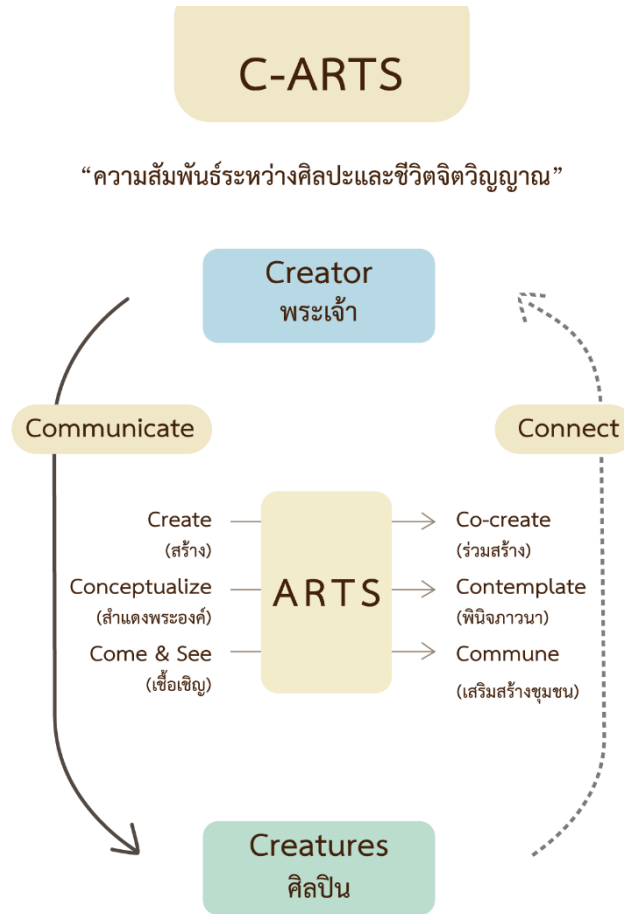 C-ARTS
“ความสัมพันธ์ระหว่างศิลปะและชีวิตจิตวิญญาณ”
Creator
พระเจ้า
Communicate
Connect
Create
(สร้าง)
Conceptualize
(สำแดงพระองค์)
Come & See
(เชื้อเชิญ)
ARTS
Co-create
(ร่วมสร้าง)
Contemplate
(พินิจภาวนา)
Commune
(เสริมสร้างชุมชน)
Creatures
ศิลปิน